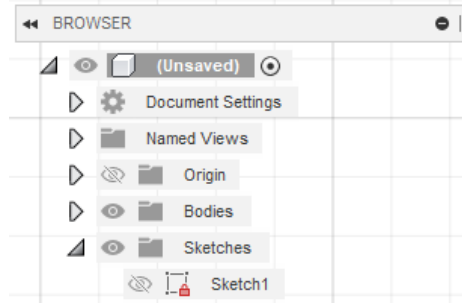 BROWSER
(Unsaved)
Document Settings
Named Views
Origin
Bodies
Sketches
Sketch1